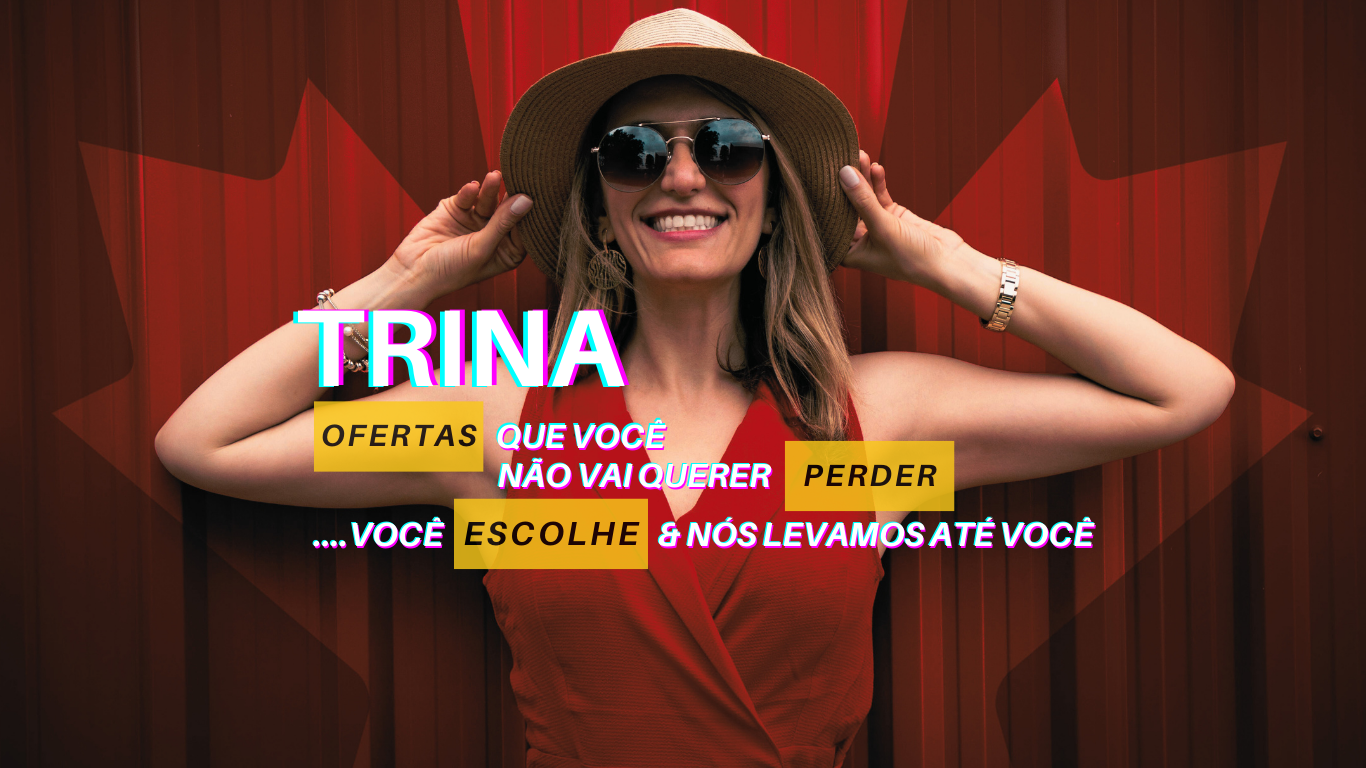 TRINA
OFERTAS QUE VOCÊ
NÃO VAI QUERER PERDER
....VOCÊ ESCOLHE & NÓS LEVAMOS ATÉ VOCÊ